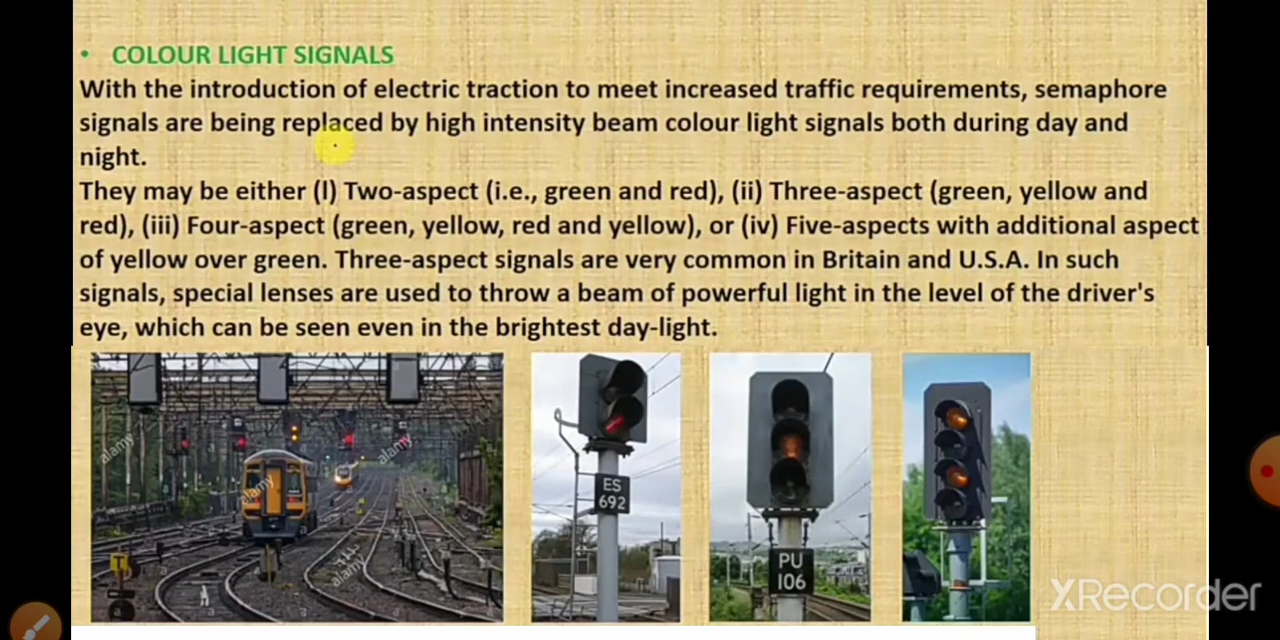 • COLOUR LIGHT SIGNALS
With the introduction of electric traction to meet increased traffic requirements, semaphore
signals are being replaced by high intensity beam colour light signals both during day and
night.
They may be either (l) Two-aspect (i.e., green and red), (ii) Three-aspect (green, yellow and
red), (iii) Four-aspect (green, yellow, red and yellow), or (iv) Five-aspects with additional aspect
of yellow over green. Three-aspect signals are very common in Britain and U.S.A. In such
signals, special lenses are used to throw a beam of powerful light in the level of the driver's
eye, which can be seen even in the brightest day-light.
alamy
alamy
alamy
alamy
ES
692
PU
106
XRecorder